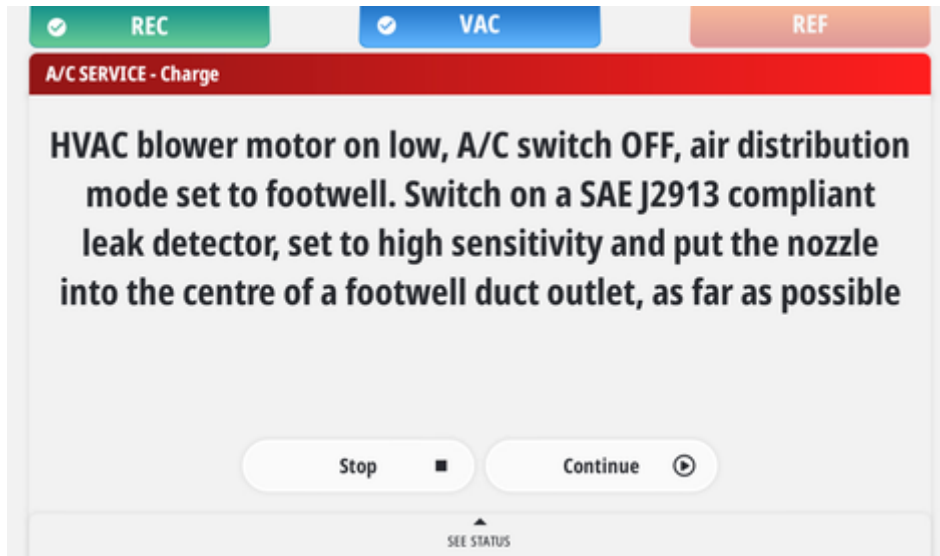 REC VAC REF
A/C SERVICE - Charge
HVAC blower motor on low, A/C switch OFF, air distribution
mode set to footwell. Switch on a SAE J2913 compliant
leak detector, set to high sensitivity and put the nozzle
into the centre of a footwell duct outlet, as far as possible
Stop Continue
SEE STATUS